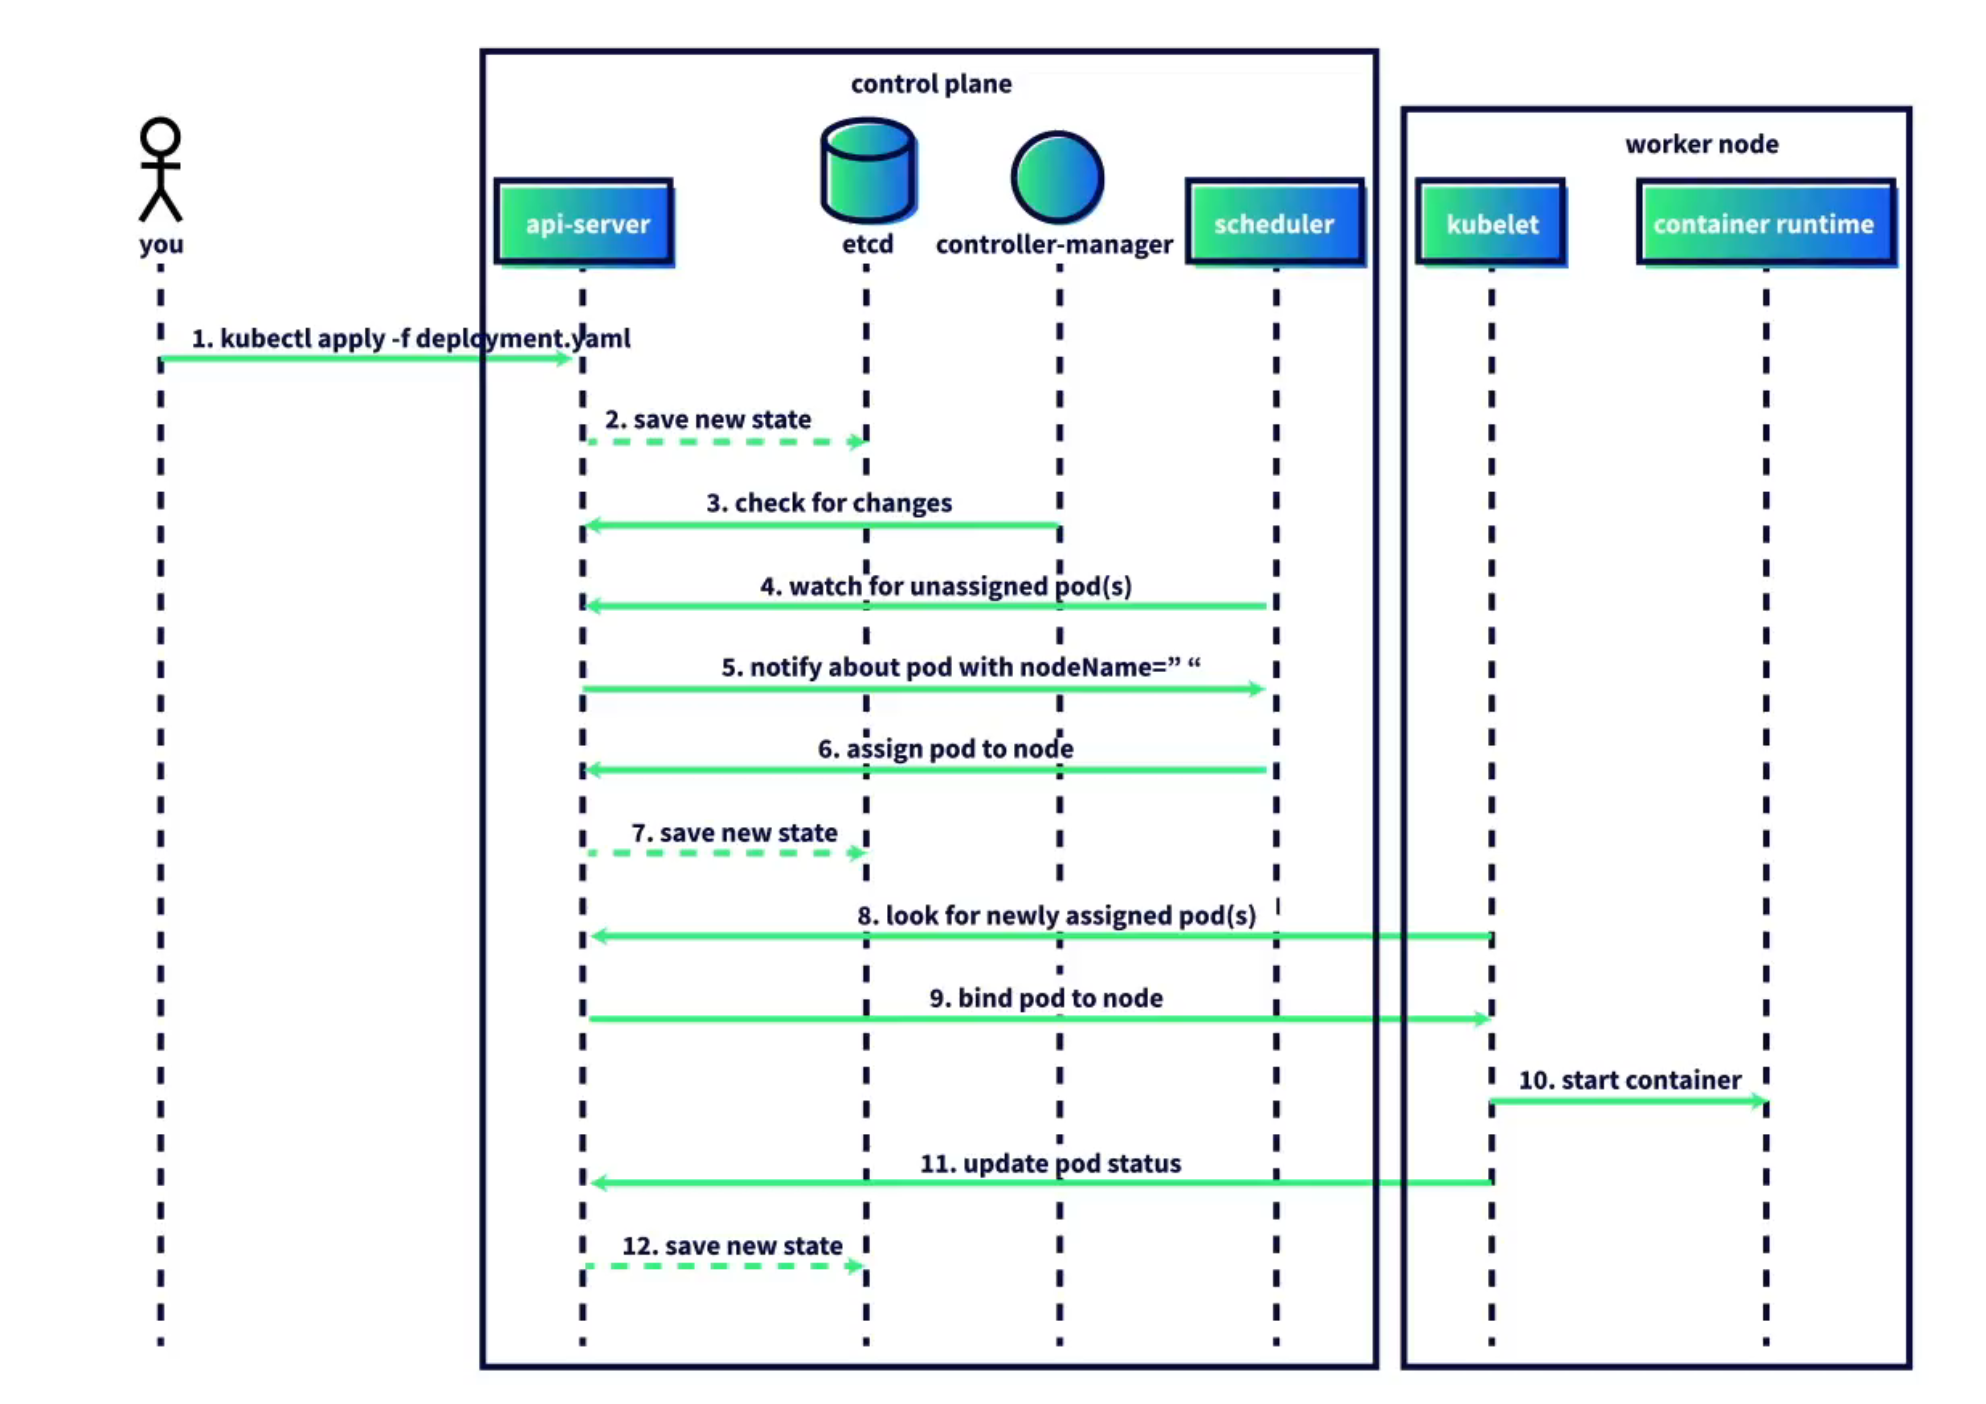 control plane
worker node
you
api-server
etcd
controller-manager
scheduler
kubelet
container runtime
1. kubectl apply -f deployment.yaml
2. save new state
3. check for changes
4. watch for unassigned pod(s)
5. notify about pod with nodeName=” “
6. assign pod to node
7. save new state
8. look for newly assigned pod(s)
9. bind pod to node
10. start container
11. update pod status
12. save new state